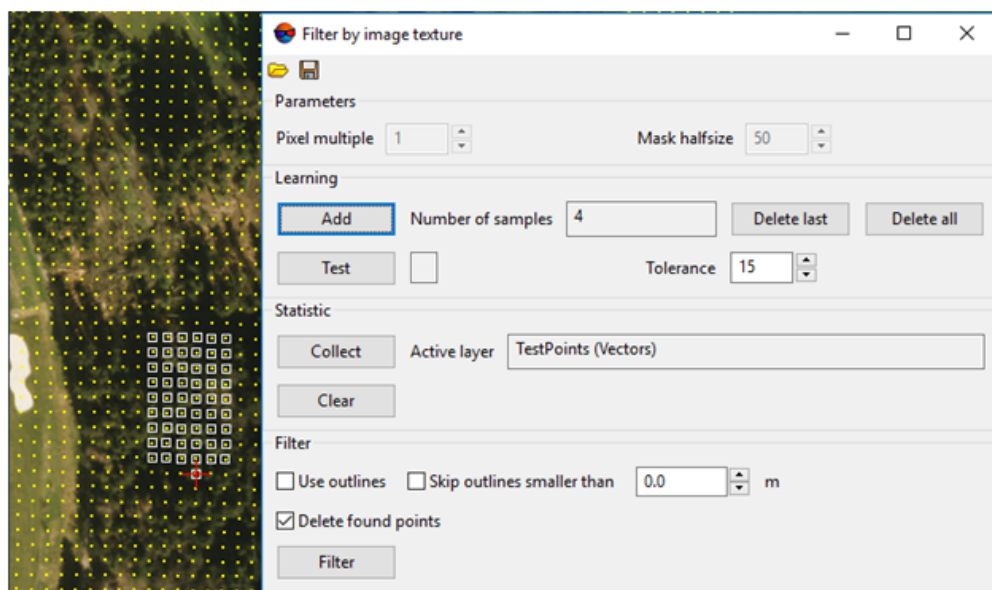 Filter by image texture
Parameters
Pixel multiple 1 Mask halfsize 50
Learning
Add Number of samples 4 Delete last Delete all
Test Tolerance 15
Statistic
Collect Active layer TestPoints (Vectors)
Clear
Filter
Use outlines Skip outlines smaller than 0.0 m
Delete found points
Filter